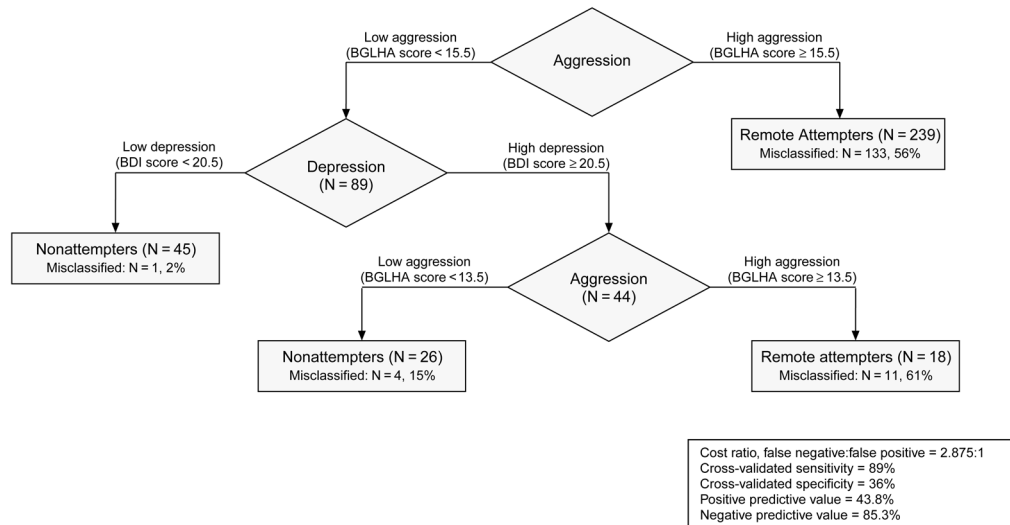 Low aggression
(BGLHA score < 15.5)
Aggression
High aggression
(BGLHA score ≥ 15.5)
Remote Attempters (N = 239)
Misclassified: N = 133, 56%
Low depression
(BDI score < 20.5)
Depression
(N = 89)
High depression
(BDI score ≥ 20.5)
Nonattempters (N = 45)
Misclassified: N = 1, 2%
Low aggression
(BGLHA score < 13.5)
Aggression
(N = 44)
High aggression
(BGLHA score ≥ 13.5)
Nonattempters (N = 26)
Misclassified: N = 4, 15%
Remote attempters (N = 18)
Misclassified: N = 11, 61%
Cost ratio, false negative:false positive = 2.875:1
Cross-validated sensitivity = 89%
Cross-validated specificity = 36%
Positive predictive value = 43.8%
Negative predictive value = 85.3%